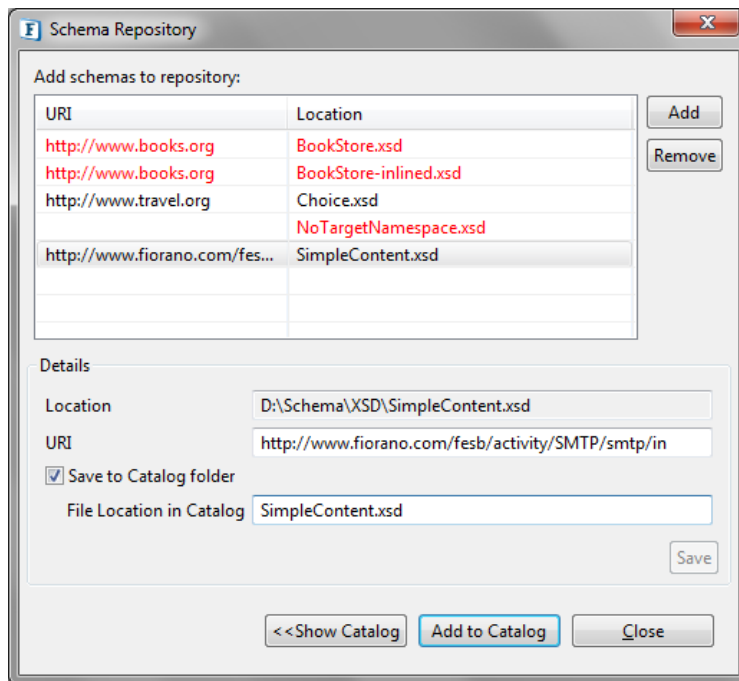 Schema Repository
Add schemas to repository:
URI Location
http://www.books.org BookStore.xsd
http://www.books.org BookStore-inlined.xsd
http://www.travel.org Choice.xsd
NoTargetNamespace.xsd
http://www.fiorano.com/fes... SimpleContent.xsd
Add
Remove
Details
Location D:\Schema\XSD\SimpleContent.xsd
URI http://www.fiorano.com/fesb/activity/SMTP/smtp/in
Save to Catalog folder
File Location in Catalog SimpleContent.xsd
Save
<<Show Catalog Add to Catalog Close